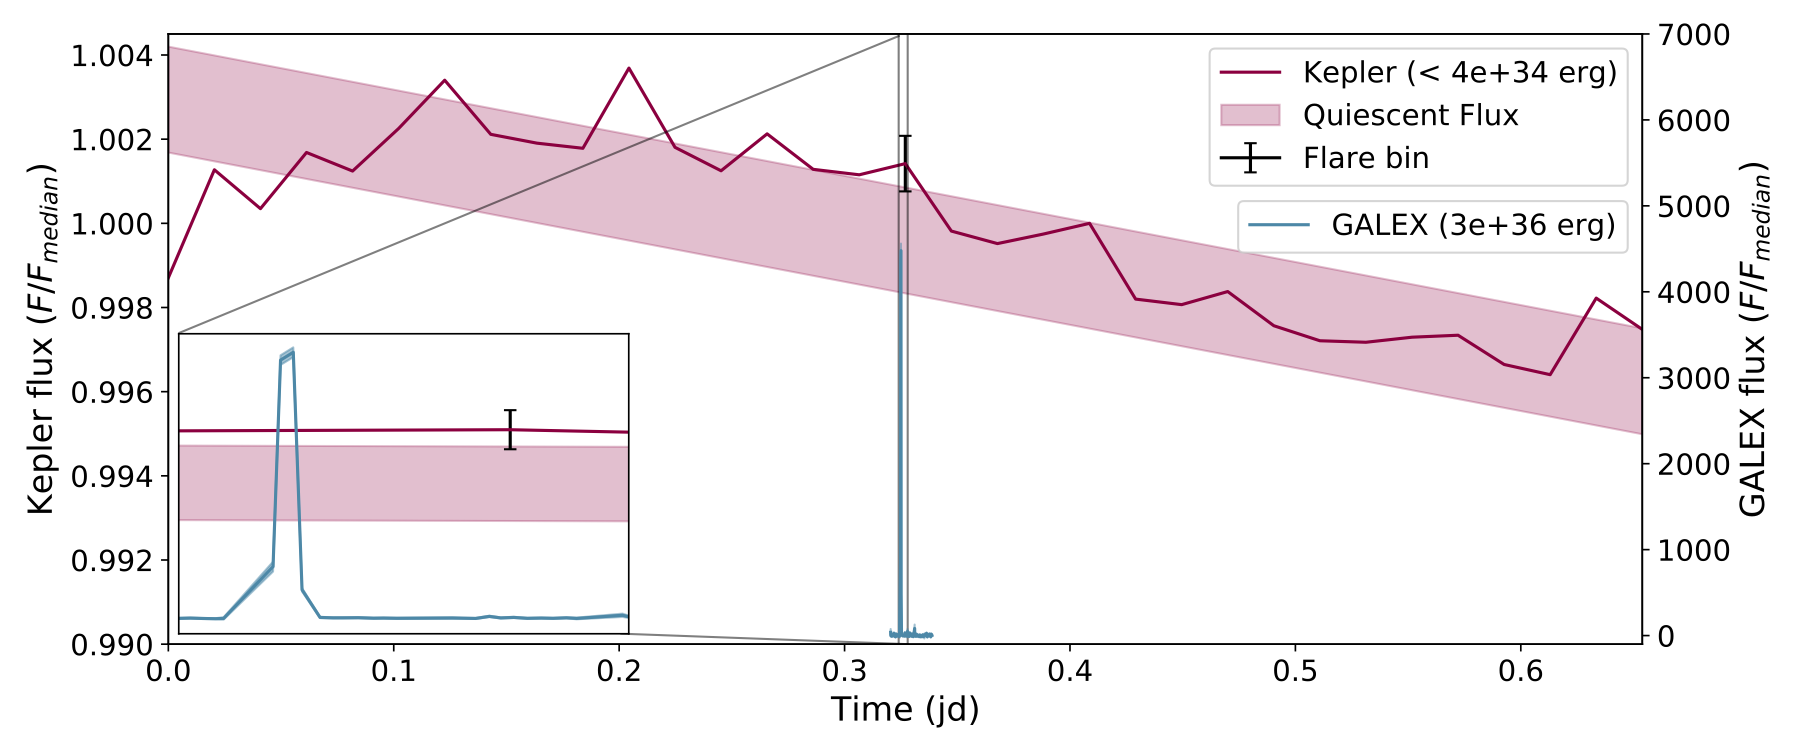 1.004
1.002
1.000
0.998
0.996
0.994
0.992
0.990
Kepler flux (F/F_median)
7000
6000
5000
4000
3000
2000
1000
0
GALEX flux (F/F_median)
Kepler (< 4e+34 erg)
Quiescent Flux
Flare bin
GALEX (3e+36 erg)
0.0 0.1 0.2 0.3 0.4 0.5 0.6
Time (jd)